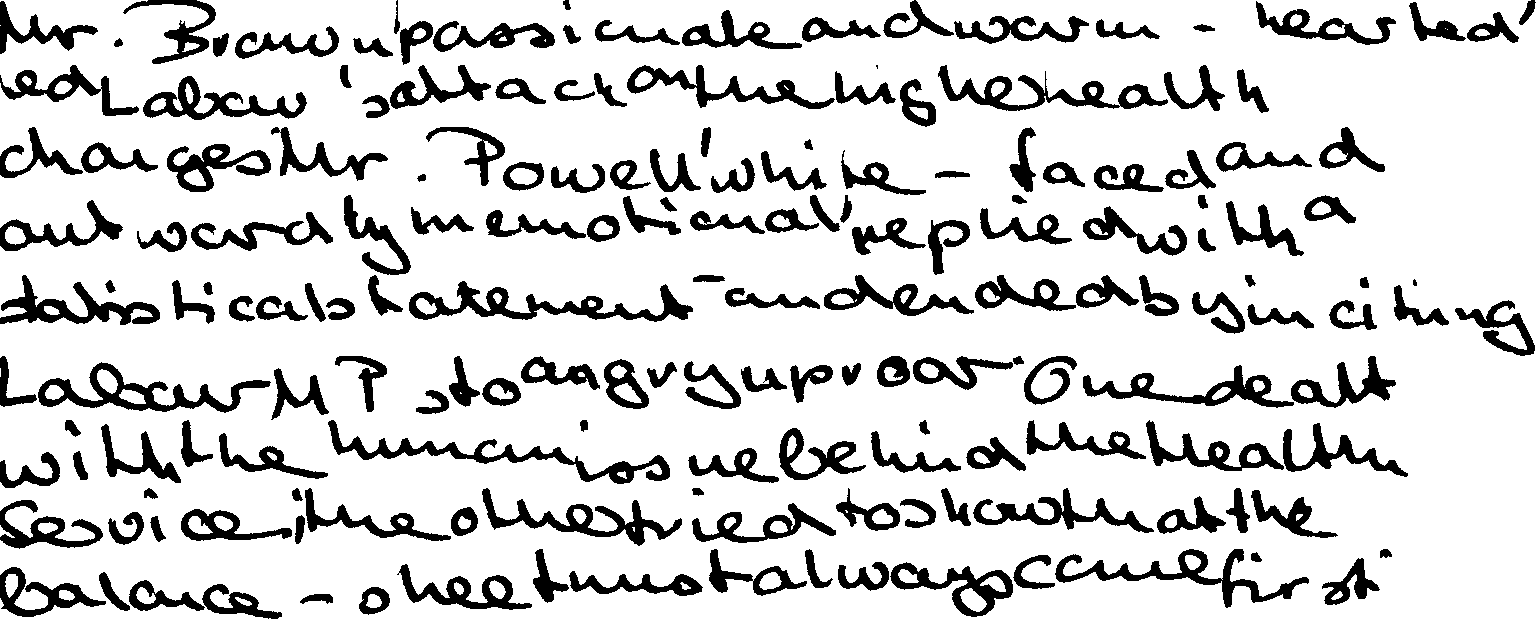 Mr. Brown, passionate and warm-hearted,
led Labour's attack on the higher health
charges. Mr. Powell, white-faced and
outwardly unemotional, replied with a
statistical statement - and ended by inciting
Labour MPs to angry uproar. One dealt
with the human issue behind the Health
Service; the other tried to show that the
balance-sheet must always come first.